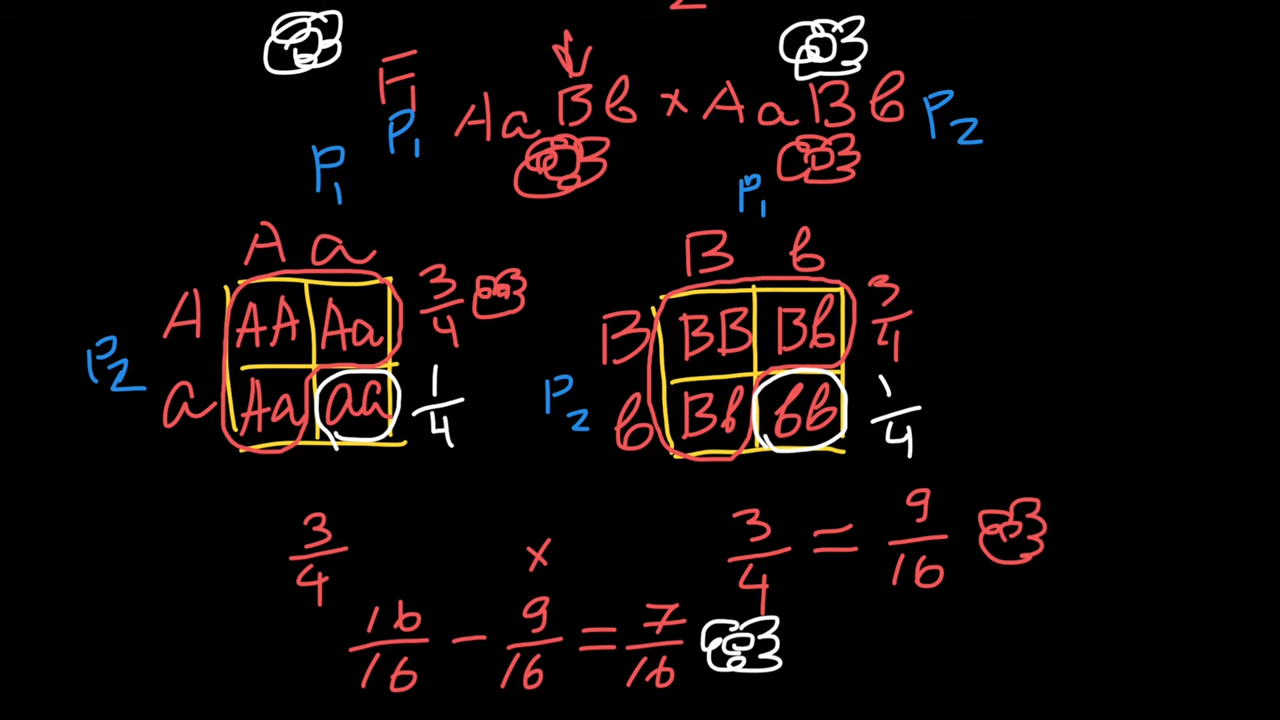 F₁ AaBb × AaBb
P₁ P₂
P₁ P₁
A a B b
A AA Aa 3/4 B BB Bb 3/4
P₂ P₂
a Aa aa 1/4 b Bb bb 1/4
3/4 × 3/4 = 9/16
16/16 − 9/16 = 7/16